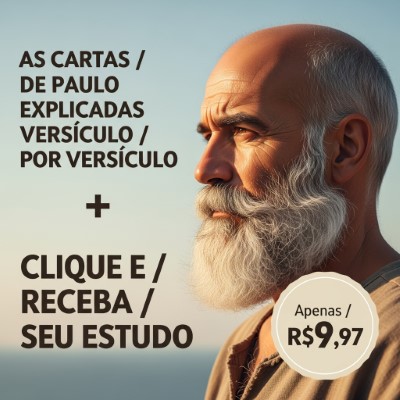 AS CARTAS /
DE PAULO
EXPLICADAS
VERSÍCULO /
POR VERSÍCULO
+
CLIQUE E /
RECEBA /
SEU ESTUDO
Apenas /
R$9,97